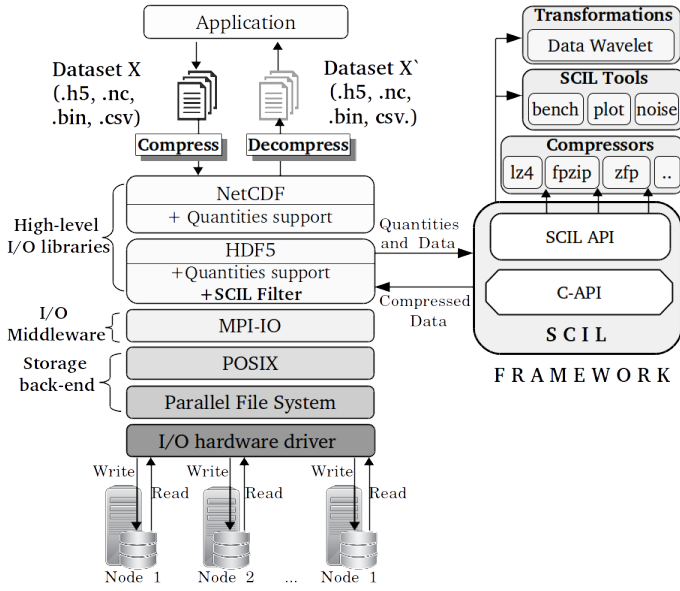 Application
Dataset X
(.h5, .nc,
.bin, .csv)
Dataset X`
(.h5, .nc,
.bin, csv.)
Compress
Decompress
High-level
I/O libraries
NetCDF
+ Quantities support
HDF5
+Quantities support
+SCIL Filter
I/O
Middleware
MPI-IO
Storage
back-end
POSIX
Parallel File System
I/O hardware driver
Write
Read
Write
Read
Write
Read
Node 1
Node 2
...
Node 1
Quantities
and Data
Compressed
Data
Transformations
Data Wavelet
SCIL Tools
bench plot noise
Compressors
lz4 fpzip zfp ..
SCIL API
C-API
SCIL
FRAMEWORK